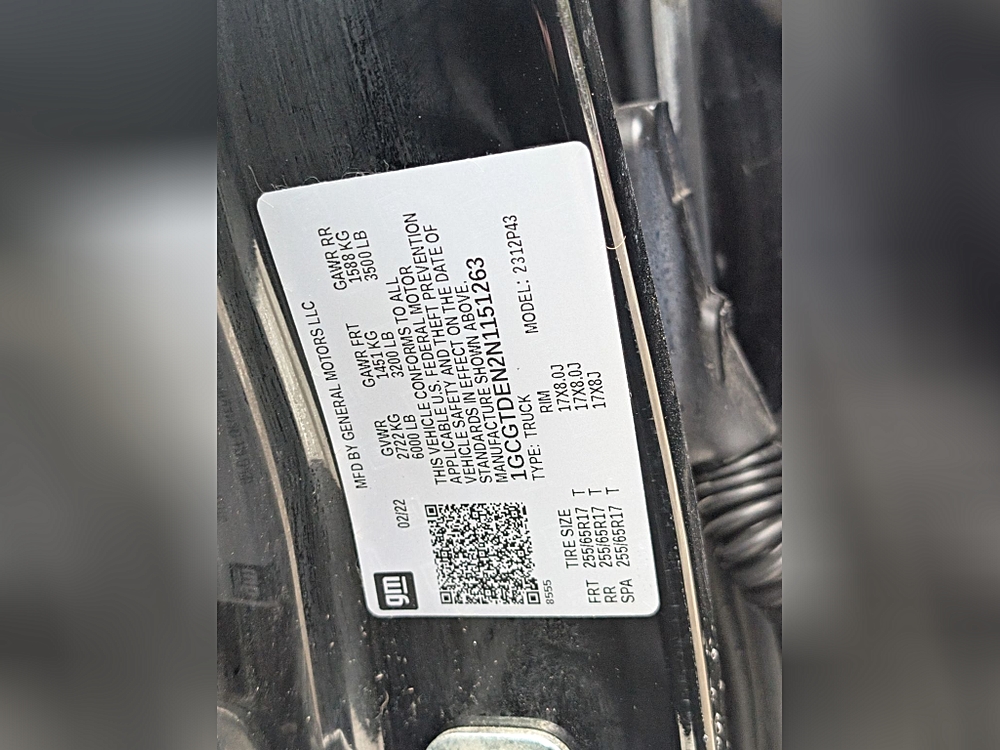 MFD BY GENERAL MOTORS LLC
02/22 GVWR GAWR FRT GAWR RR
2722 KG 1451 KG 1588 KG
6000 LB 3200 LB 3500 LB
THIS VEHICLE CONFORMS TO ALL
APPLICABLE U.S. FEDERAL MOTOR
VEHICLE SAFETY AND THEFT PREVENTION
STANDARDS IN EFFECT ON THE DATE OF
MANUFACTURE SHOWN ABOVE.
1GCGTDEN2N1151263
TYPE: TRUCK MODEL: 2312P43
gm
8555
TIRE SIZE RIM
FRT 255/65R17 T 17X8.0J
RR 255/65R17 T 17X8.0J
SPA 255/65R17 T 17X8J